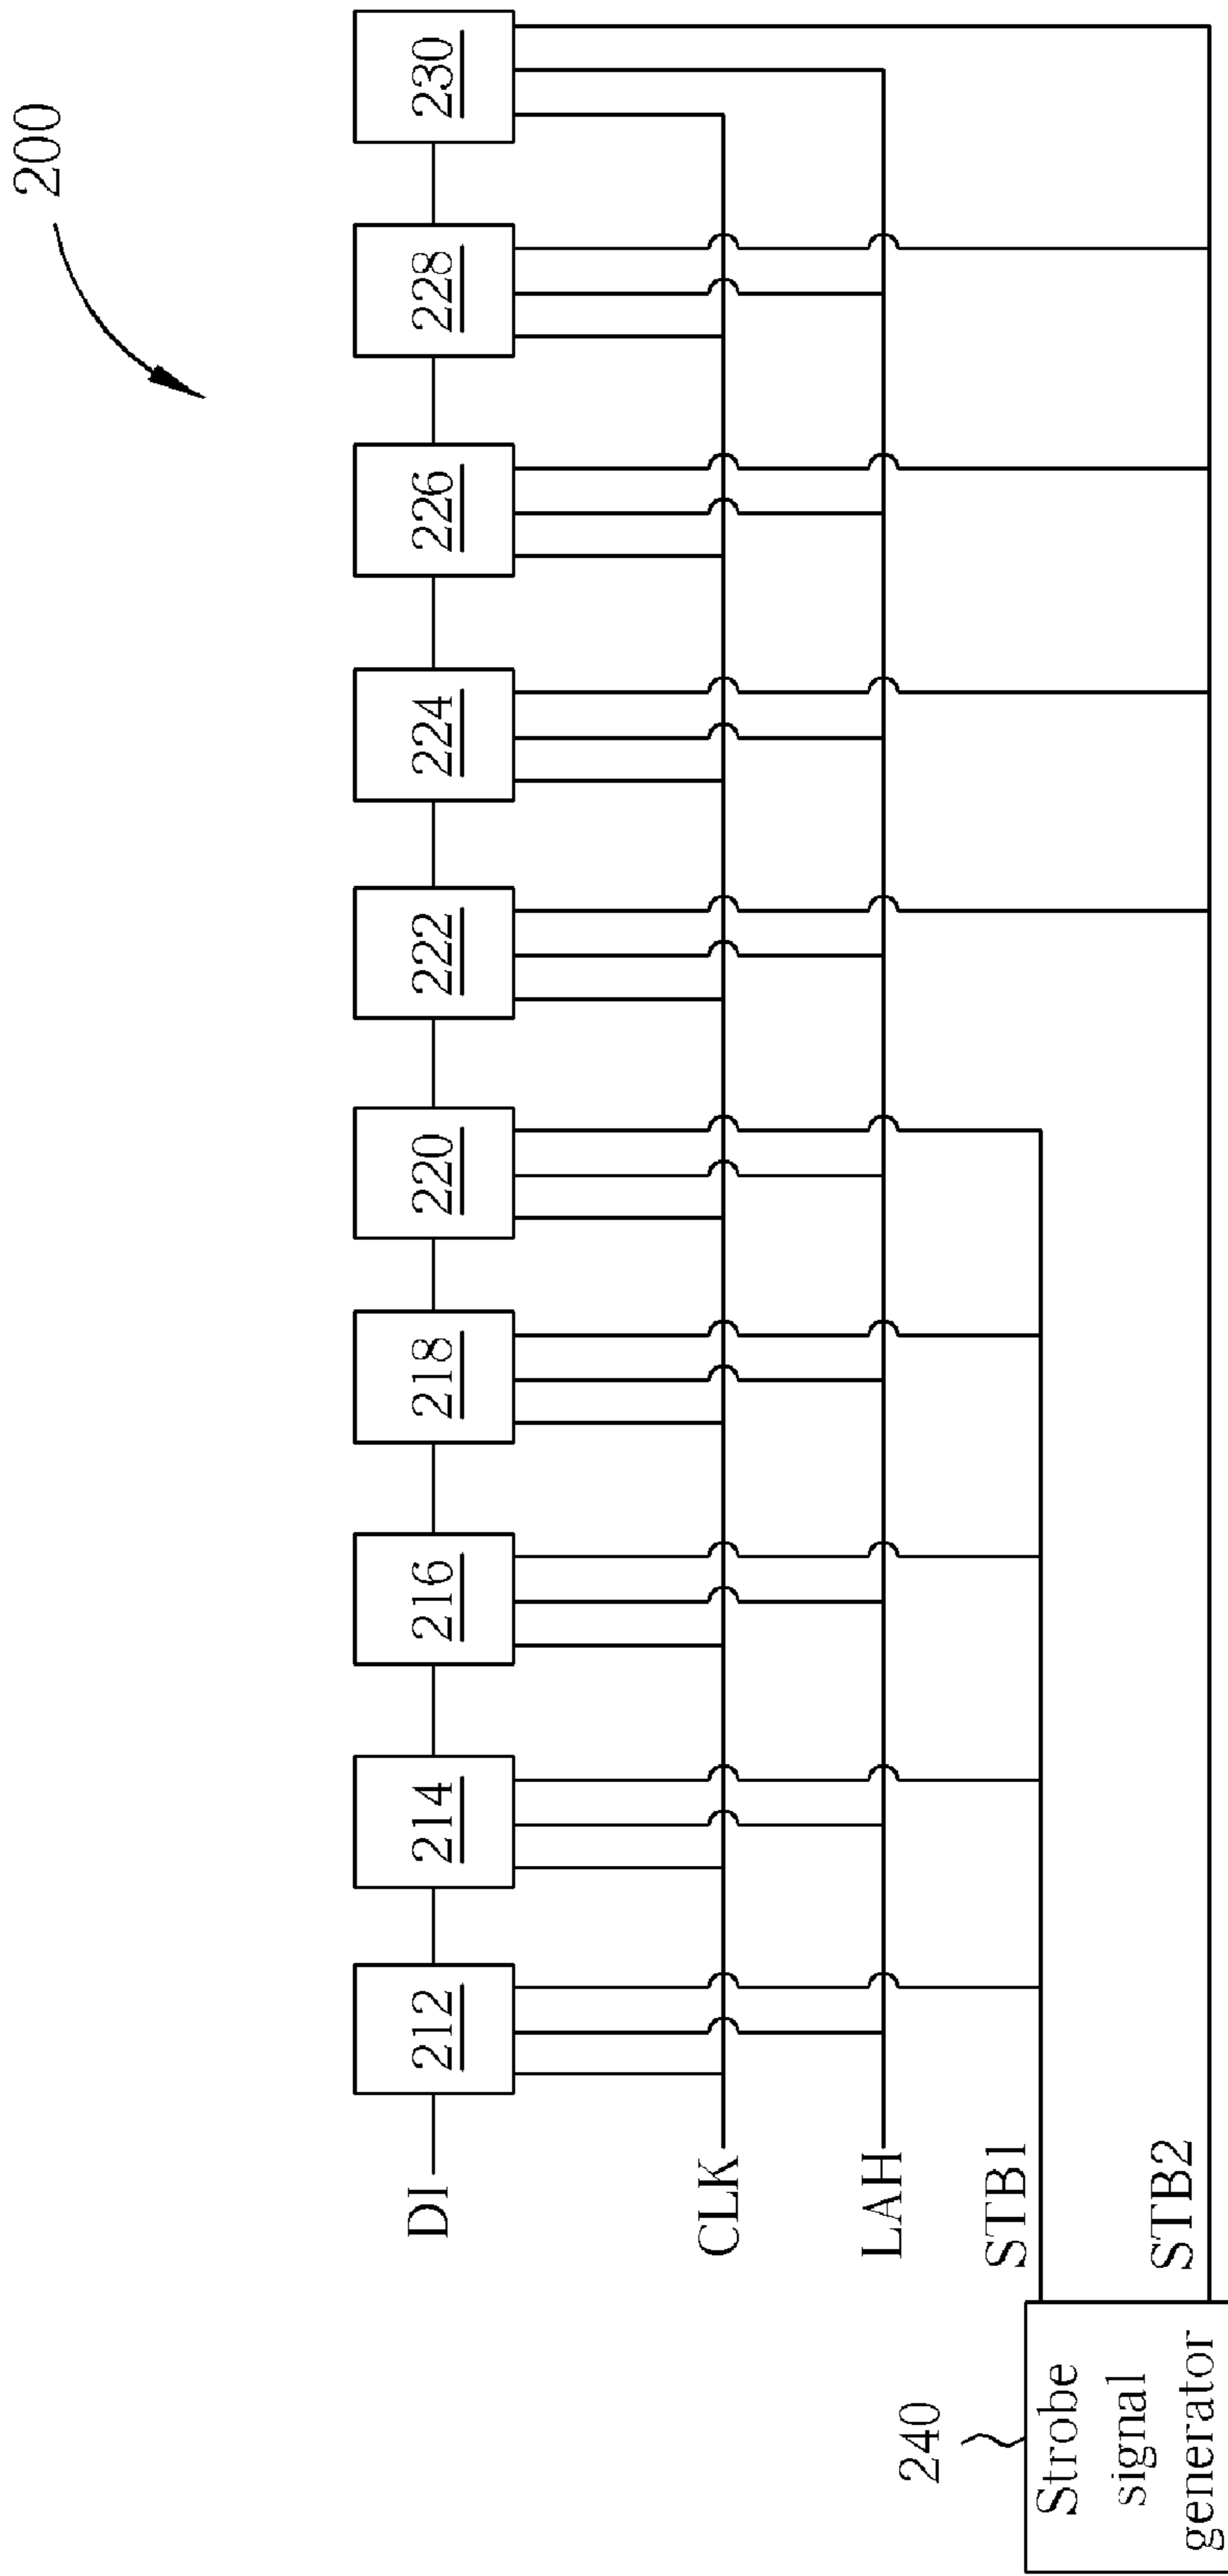 200
212
214
216
218
220
222
224
226
228
230
DI
CLK
LAH
STB1
STB2
240
Strobe
signal
generator